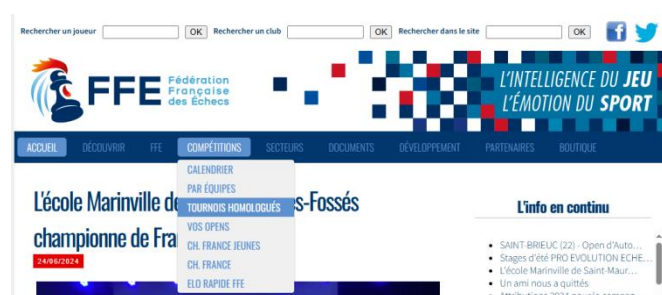 Rechercher un joueur OK Rechercher un club OK Rechercher dans le site OK
FFE Fédération
Française
des Échecs
L'INTELLIGENCE DU JEU
L'ÉMOTION DU SPORT
ACCUEIL DÉCOUVRIR FFE COMPÉTITIONS SECTEURS DOCUMENTS DÉVELOPPEMENT PARTENAIRES BOUTIQUE
CALENDRIER
PAR ÉQUIPES
TOURNOIS HOMOLOGUÉS
VOS OPENS
CH. FRANCE JEUNES
CH. FRANCE
ELO RAPIDE FFE
L'école Marinville de s-Fossés
championne de Fra
24/06/2024
L'info en continu
SAINT-BRIEUC (22) - Open d'Auto...
Stages d'été PRO EVOLUTION ECHE...
L'école Marinville de Saint-Maur...
Un ami nous a quittés